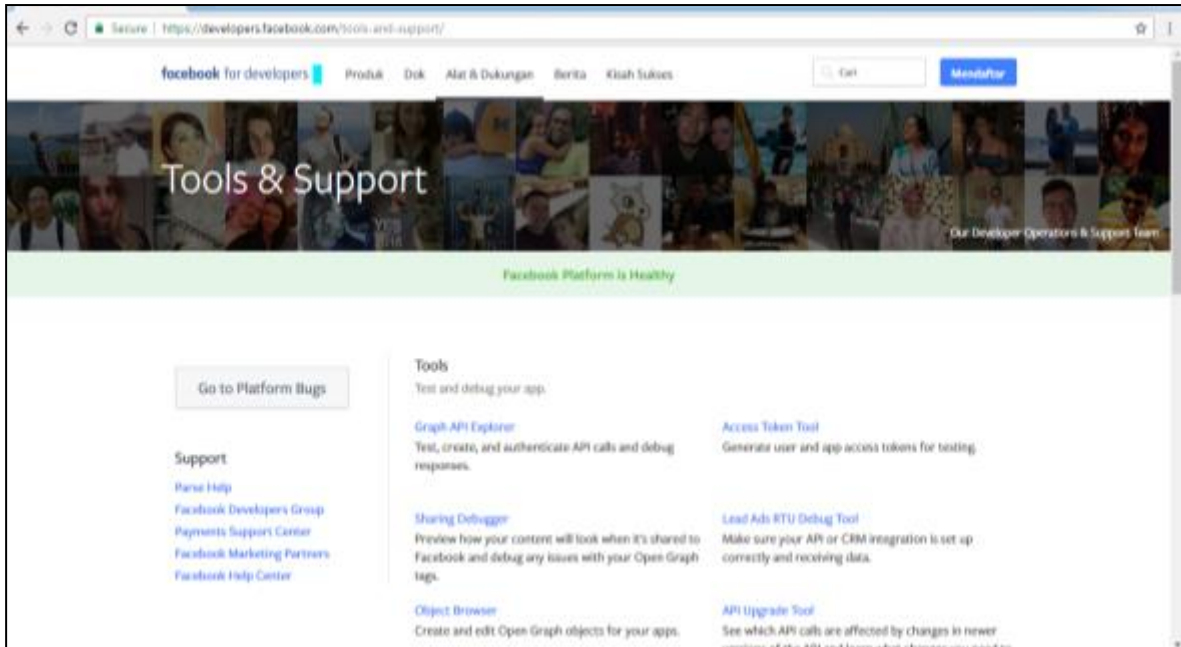 Secure | https://developers.facebook.com/tools-and-support/
facebook for developers Produk Dok Alat & Dukungan Berita Kisah Sukses Cari Mendaftar
Tools & Support
Our Developer Operations & Support Team
Facebook Platform is Healthy
Go to Platform Bugs
Support
Parse Help
Facebook Developers Group
Payments Support Center
Facebook Marketing Partners
Facebook Help Center
Tools
Test and debug your app.
Graph API Explorer
Test, create, and authenticate API calls and debug
responses.
Access Token Tool
Generate user and app access tokens for testing.
Sharing Debugger
Preview how your content will look when it's shared to
Facebook and debug any issues with your Open Graph
tags.
Lead Ads RTU Debug Tool
Make sure your API or CRM integration is set up
correctly and receiving data.
Object Browser
Create and edit Open Graph objects for your apps.
API Upgrade Tool
See which API calls are affected by changes in newer